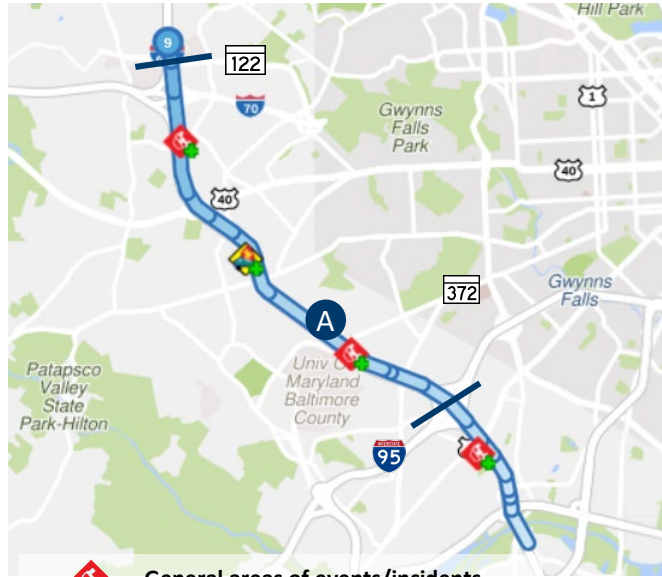 Hill Park
9
122
1
70
Gwynns
Falls
Park
40
40
372
Gwynns
Falls
A
Univ O
Maryland
Baltimore
County
Patapsco
Valley
State
Park-Hilton
INTERSTATE
95
General areas of events/incidents